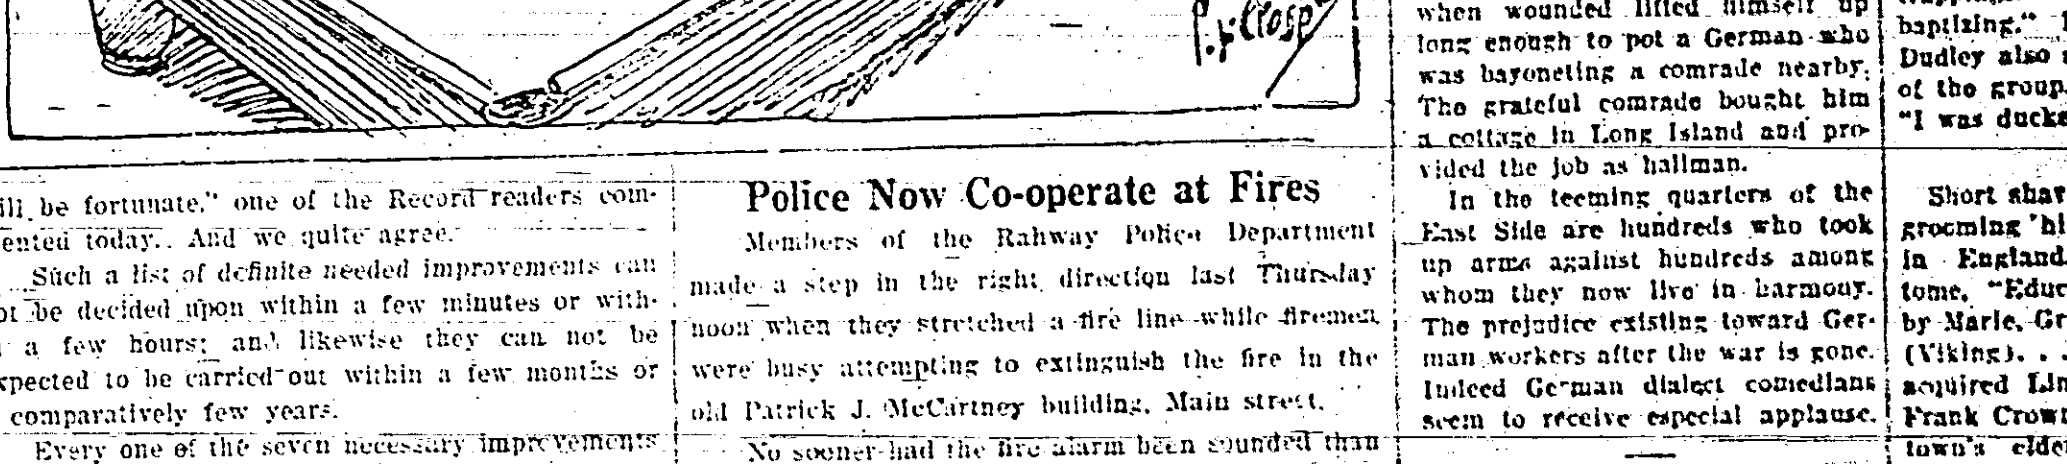 P. J. Crosp
ill be fortunate," one of the Record readers com-
ented today. And we quite agree.
Such a list of definite needed improvements can
ot be decided upon within a few minutes or with-
a few hours; and likewise they can not be
xpected to be carried out within a few months or
comparatively few years.
Every one of the seven necessary improvements
Police Now Co-operate at Fires
Members of the Rahway Police Department
made a step in the right direction last Thursday
noon when they stretched a fire line while firemen
were busy attempting to extinguish the fire in the
old Patrick J. McCartney building, Main street.
No sooner had the fire alarm been sounded than
when wounded lifted himself up
long enough to pot a German who
was bayoneting a comrade nearby.
The grateful comrade bought him
a cottage in Long Island and pro-
vided the job as hallman.
In the teeming quarters of the
East Side are hundreds who took
up arms against hundreds among
whom they now live in harmony.
The prejudice existing toward Ger-
man workers after the war is gone.
Indeed German dialect comedians
seem to receive especial applause.
baptizing."
Dudley also
of the group.
"I was ducke
Short shav
grooming hi
in England.
tome, "Educ
by Marie, Gr
(Viking). . .
acquired Lin
Frank Crown
town's elde